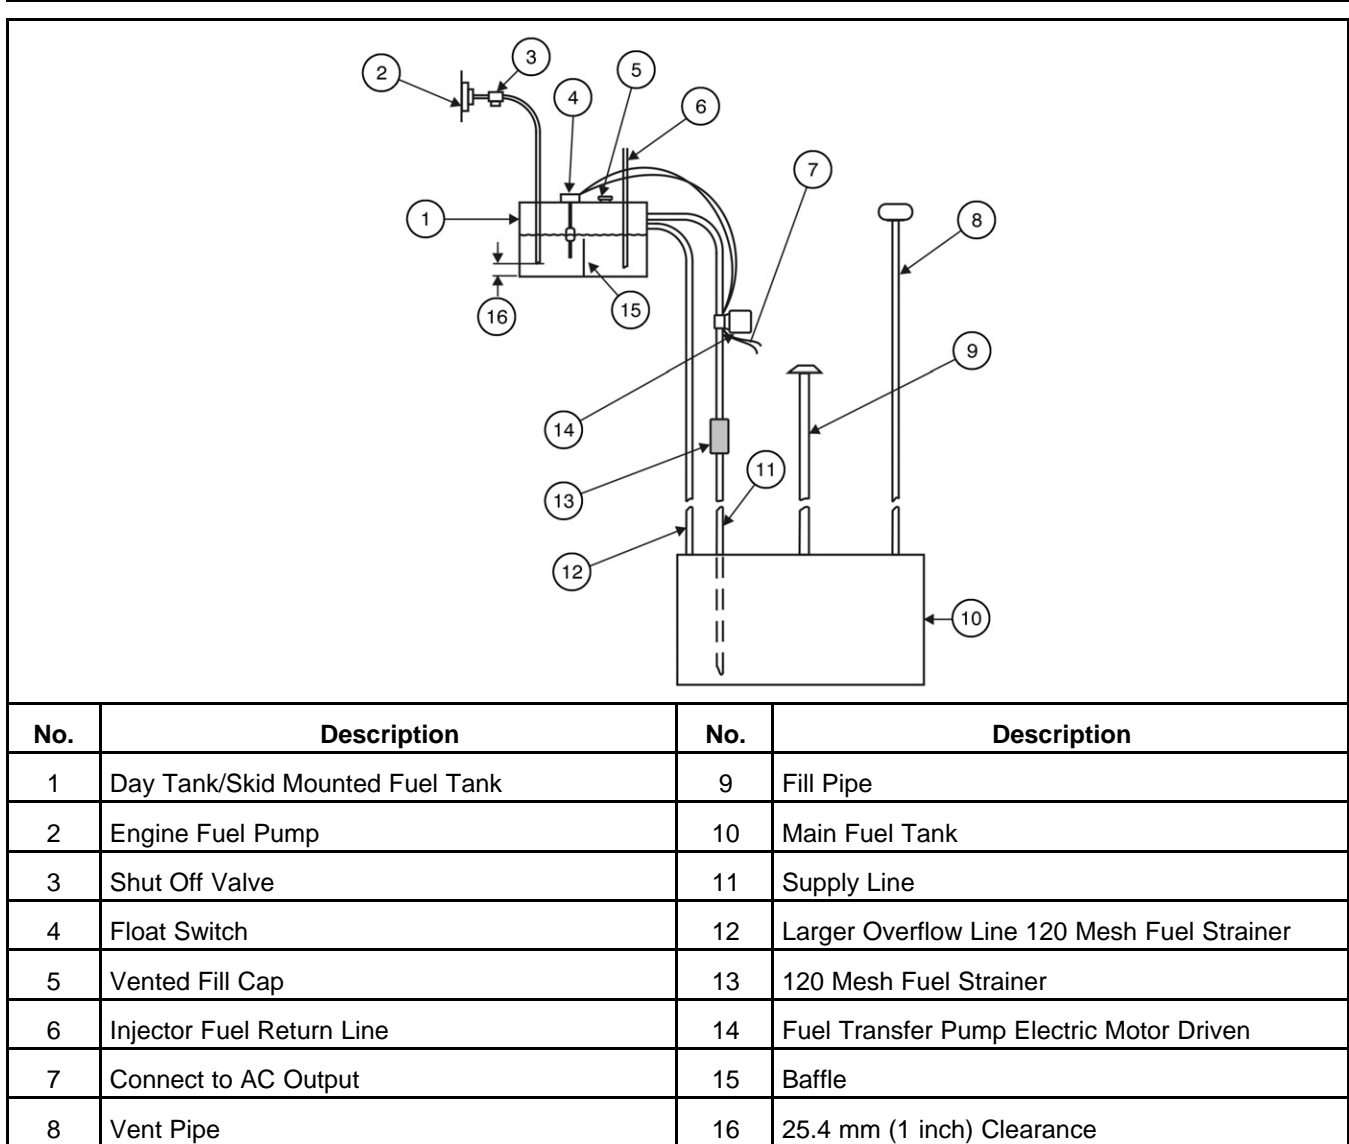 3
2
5
4
6
7
1
8
16
15
9
14
11
13
12
10
No. Description No. Description
1 Day Tank/Skid Mounted Fuel Tank 9 Fill Pipe
2 Engine Fuel Pump 10 Main Fuel Tank
3 Shut Off Valve 11 Supply Line
4 Float Switch 12 Larger Overflow Line 120 Mesh Fuel Strainer
5 Vented Fill Cap 13 120 Mesh Fuel Strainer
6 Injector Fuel Return Line 14 Fuel Transfer Pump Electric Motor Driven
7 Connect to AC Output 15 Baffle
8 Vent Pipe 16 25.4 mm (1 inch) Clearance